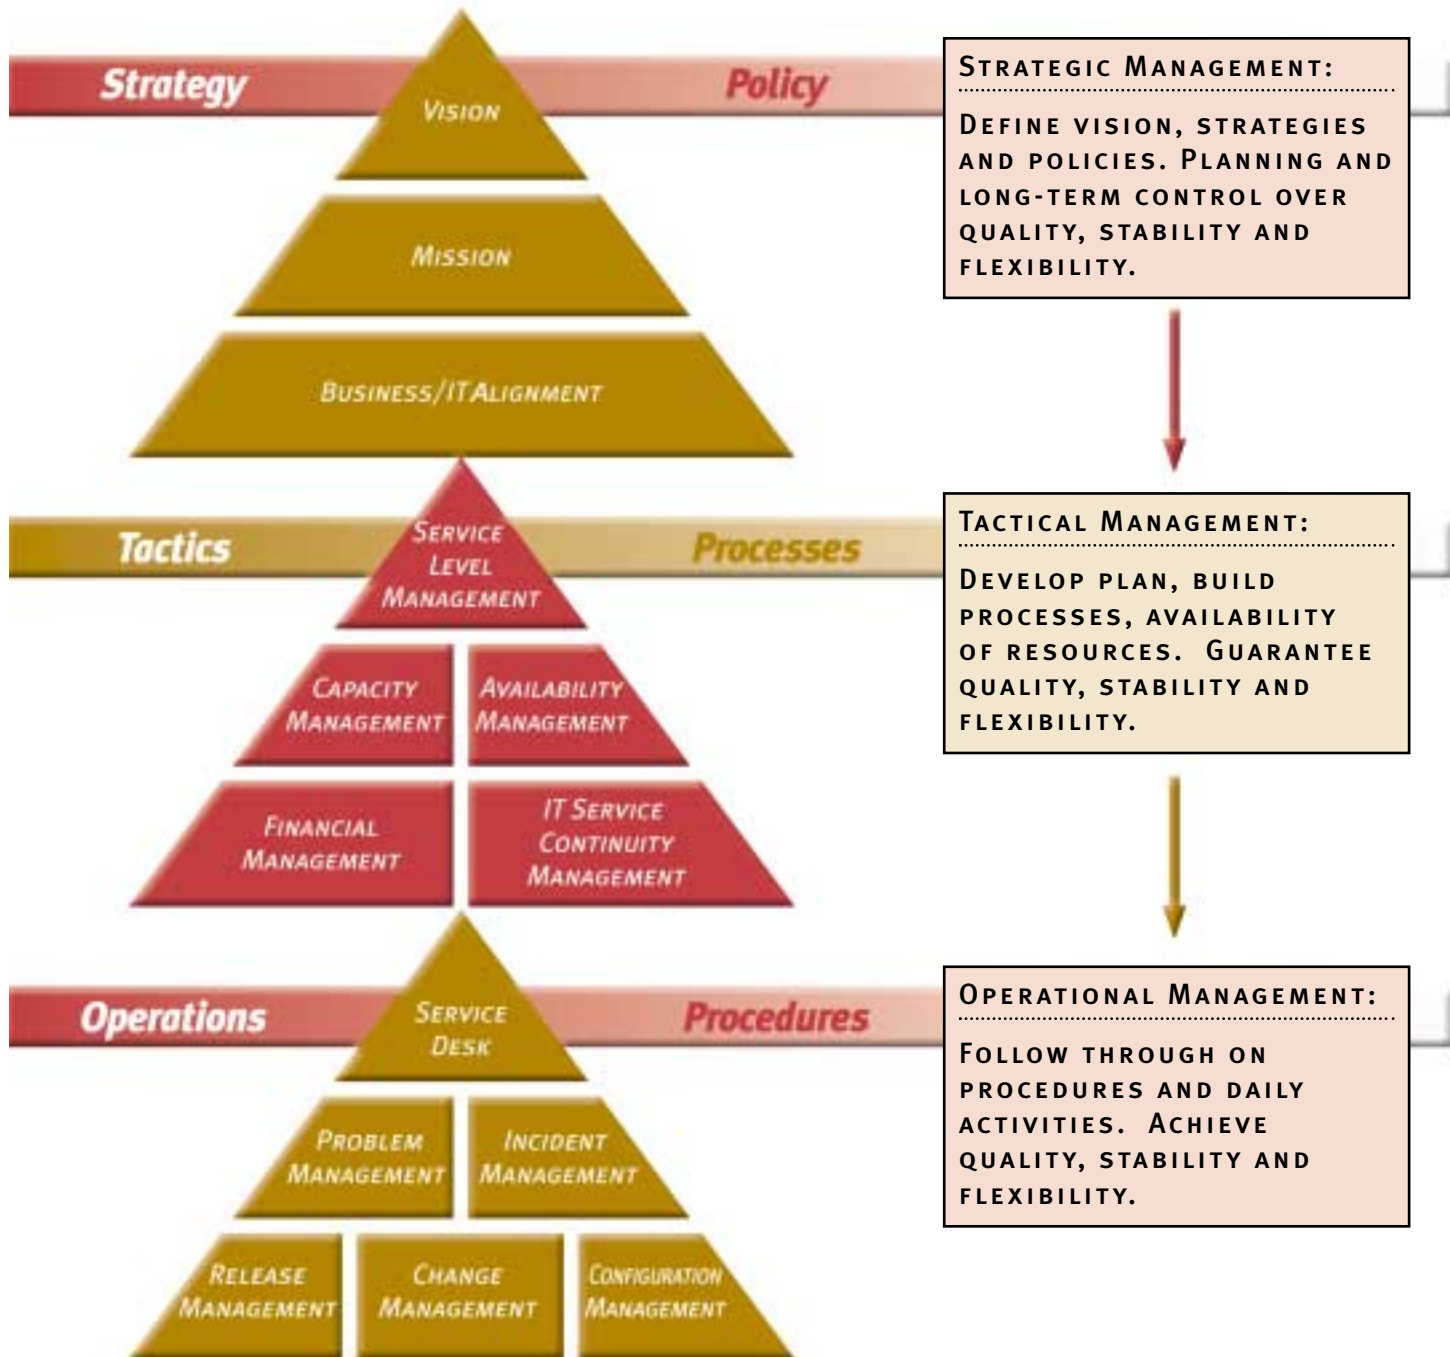 Strategy
Policy
VISION
MISSION
BUSINESS/IT ALIGNMENT
STRATEGIC MANAGEMENT:
DEFINE VISION, STRATEGIES
AND POLICIES. PLANNING AND
LONG-TERM CONTROL OVER
QUALITY, STABILITY AND
FLEXIBILITY.
Tactics
Processes
SERVICE
LEVEL
MANAGEMENT
CAPACITY
MANAGEMENT
AVAILABILITY
MANAGEMENT
FINANCIAL
MANAGEMENT
IT SERVICE
CONTINUITY
MANAGEMENT
TACTICAL MANAGEMENT:
DEVELOP PLAN, BUILD
PROCESSES, AVAILABILITY
OF RESOURCES. GUARANTEE
QUALITY, STABILITY AND
FLEXIBILITY.
Operations
Procedures
SERVICE
DESK
PROBLEM
MANAGEMENT
INCIDENT
MANAGEMENT
RELEASE
MANAGEMENT
CHANGE
MANAGEMENT
CONFIGURATION
MANAGEMENT
OPERATIONAL MANAGEMENT:
FOLLOW THROUGH ON
PROCEDURES AND DAILY
ACTIVITIES. ACHIEVE
QUALITY, STABILITY AND
FLEXIBILITY.